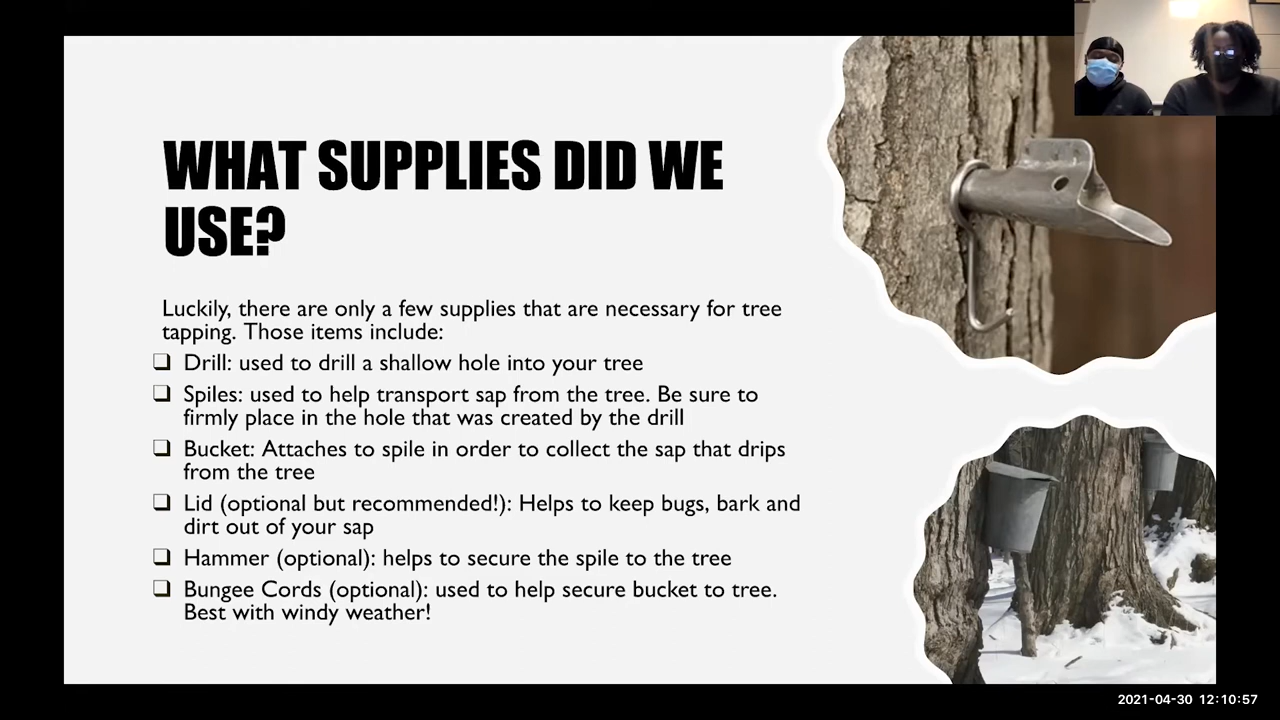 WHAT SUPPLIES DID WE
USE?
Luckily, there are only a few supplies that are necessary for tree
tapping. Those items include:
❑ Drill: used to drill a shallow hole into your tree
❑ Spiles: used to help transport sap from the tree. Be sure to
firmly place in the hole that was created by the drill
❑ Bucket: Attaches to spile in order to collect the sap that drips
from the tree
❑ Lid (optional but recommended!): Helps to keep bugs, bark and
dirt out of your sap
❑ Hammer (optional): helps to secure the spile to the tree
❑ Bungee Cords (optional): used to help secure bucket to tree.
Best with windy weather!
2021-04-30 12:10:57